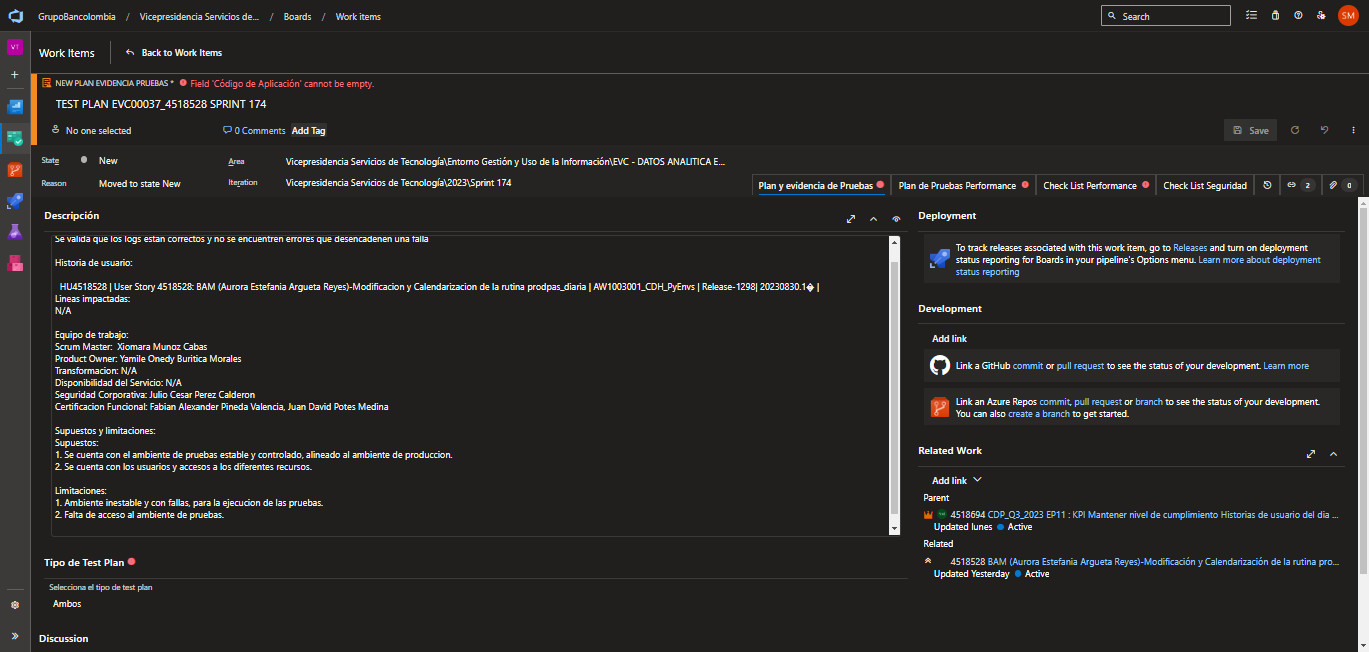 GrupoBancolombia / Vicepresidencia Servicios de... / Boards / Work items
Search
SM
VT
Work Items
Back to Work Items
NEW PLAN EVIDENCIA PRUEBAS * Field 'Código de Aplicación' cannot be empty.
TEST PLAN EVC00037_4518528 SPRINT 174
No one selected
0 Comments
Add Tag
Save
State
New
Area
Vicepresidencia Servicios de Tecnología\Entorno Gestión y Uso de la Información\EVC - DATOS ANALITICA E...
Reason
Moved to state New
Iteration
Vicepresidencia Servicios de Tecnología\2023\Sprint 174
Plan y evidencia de Pruebas
Plan de Pruebas Performance
Check List Performance
Check List Seguridad
2
0
Descripción
Se valida que los logs estan correctos y no se encuentren errores que desencadenen una falla
Historia de usuario:
HU4518528 | User Story 4518528: BAM (Aurora Estefania Argueta Reyes)-Modificacion y Calendarizacion de la rutina prodpas_diaria | AW1003001_CDH_PyEnvs | Release-1298| 20230830.1� |
Lineas impactadas:
N/A
Equipo de trabajo:
Scrum Master:  Xiomara Munoz Cabas
Product Owner: Yamile Onedy Buritica Morales
Transformacion: N/A
Disponibilidad del Servicio: N/A
Seguridad Corporativa: Julio Cesar Perez Calderon
Certificacion Funcional: Fabian Alexander Pineda Valencia, Juan David Potes Medina
Supuestos y limitaciones:
Supuestos:
1. Se cuenta con el ambiente de pruebas estable y controlado, alineado al ambiente de produccion.
2. Se cuenta con los usuarios y accesos a los diferentes recursos.
Limitaciones:
1. Ambiente inestable y con fallas, para la ejecucion de las pruebas.
2. Falta de acceso al ambiente de pruebas.
Tipo de Test Plan
Selecciona el tipo de test plan
Ambos
Discussion
Deployment
To track releases associated with this work item, go to Releases and turn on deployment
status reporting for Boards in your pipeline's Options menu. Learn more about deployment
status reporting
Development
Add link
Link a GitHub commit or pull request to see the status of your development. Learn more
Link an Azure Repos commit, pull request or branch to see the status of your development.
You can also create a branch to get started.
Related Work
Add link
Parent
4518694 CDP_Q3_2023 EP11 : KPI Mantener nivel de cumplimiento Historias de usuario del dia ...
Updated lunes
Active
Related
4518528 BAM (Aurora Estefania Argueta Reyes)-Modificación y Calendarización de la rutina pro...
Updated Yesterday
Active